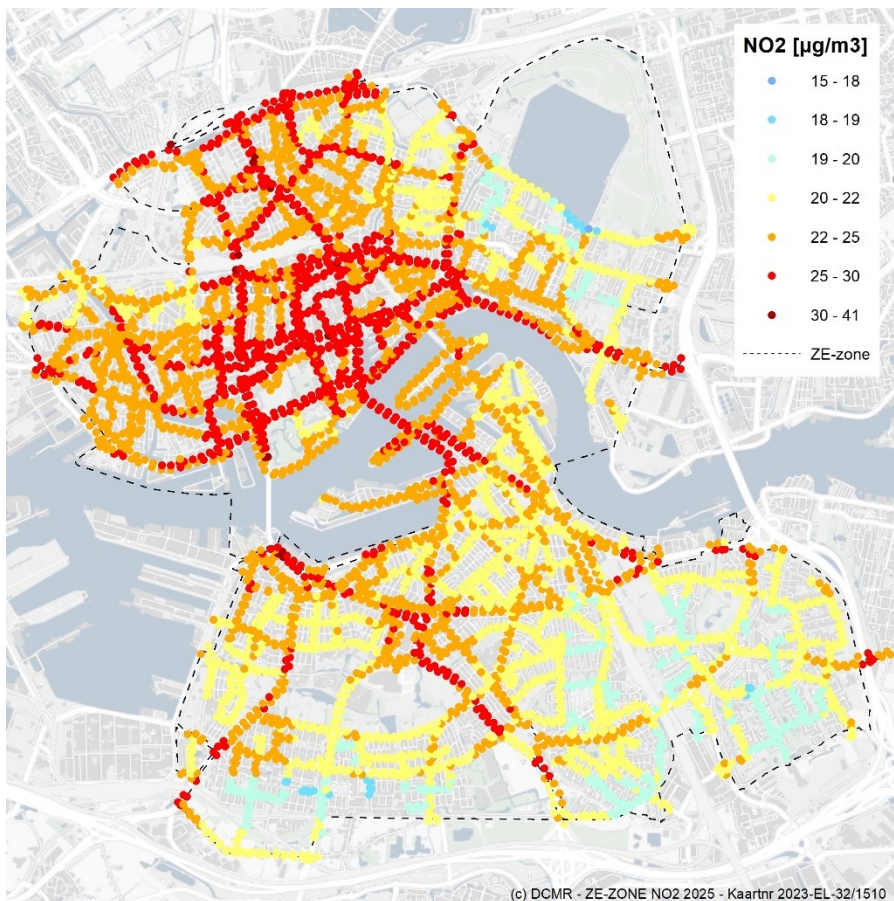 NO2 [µg/m3]
15 - 18
18 - 19
19 - 20
20 - 22
22 - 25
25 - 30
30 - 41
ZE-zone
(c) DCMR - ZE-ZONE NO2 2025 - Kaartnr 2023-EL-32/1510